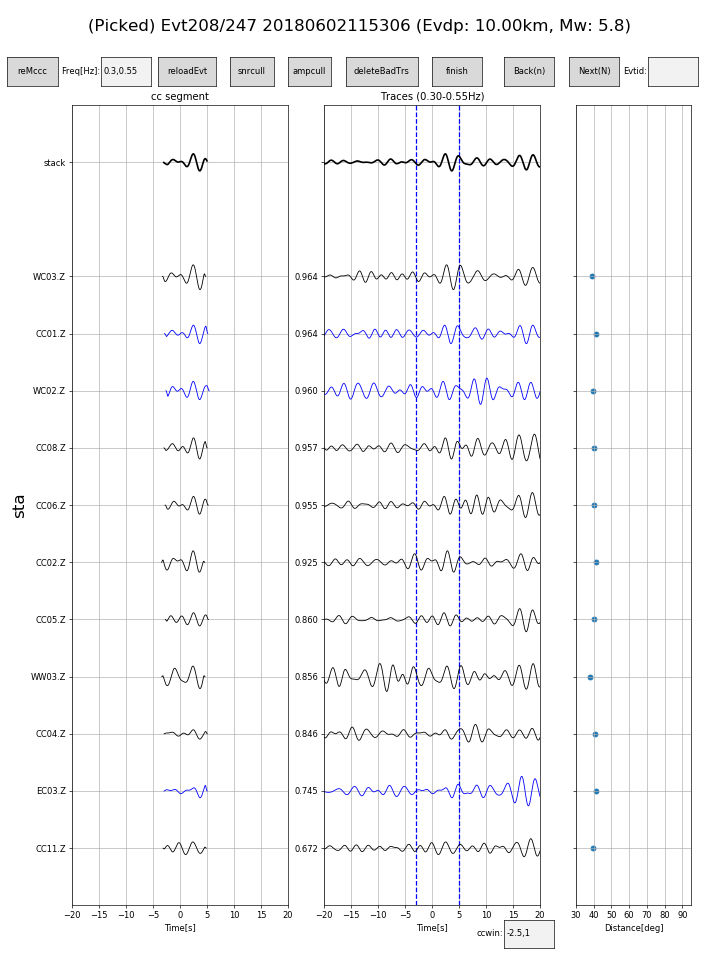 (Picked) Evt208/247 20180602115306 (Evdp: 10.00km, Mw: 5.8)
reMccc Freq[Hz]: 0.3,0.55 reloadEvt snrcull ampcull deleteBadTrs finish Back(n) Next(N) Evtid:
cc segment Traces (0.30-0.55Hz)
stack
WC03.Z 0.964
CC01.Z 0.964
WC02.Z 0.960
CC08.Z 0.957
CC06.Z 0.955
sta
CC02.Z 0.925
CC05.Z 0.860
WW03.Z 0.856
CC04.Z 0.846
EC03.Z 0.745
CC11.Z 0.672
−20 −15 −10 −5 0 5 10 15 20 −20 −15 −10 −5 0 5 10 15 20 30 40 50 60 70 80 90
Time[s] Time[s] Distance[deg]
ccwin: -2.5,1